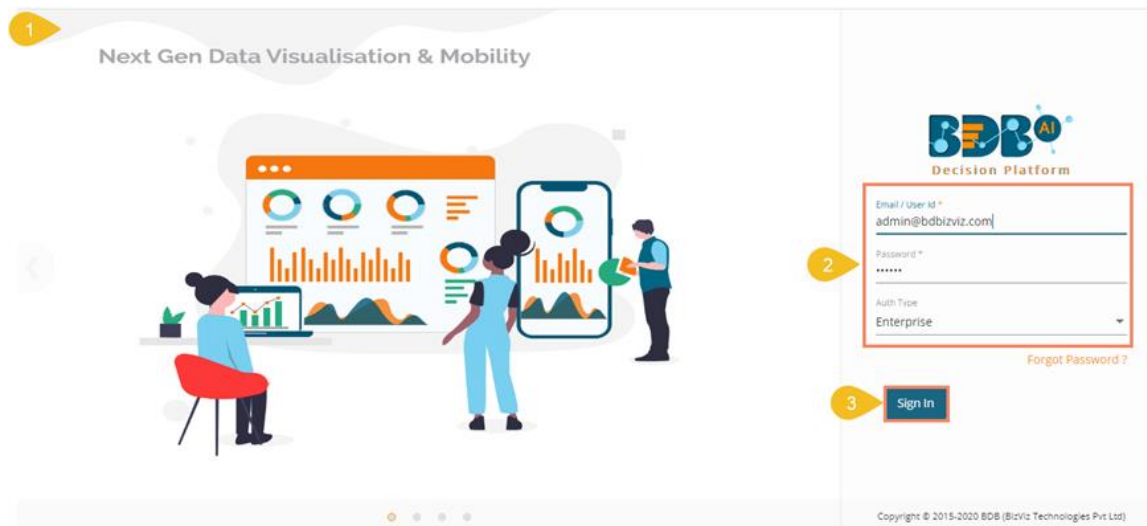 1
Next Gen Data Visualisation & Mobility
BDB AI
Decision Platform
Email / User Id *
admin@bdbizviz.com
2
Password *
••••••
Auth Type
Enterprise
Forgot Password ?
3
Sign In
Copyright © 2015-2020 BDB (BizViz Technologies Pvt Ltd)